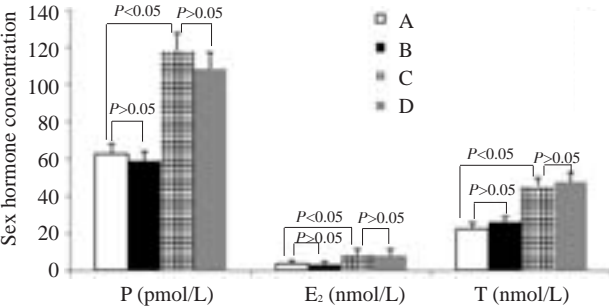 Sex hormone concentration
140
120
100
80
60
40
20
0
P<0.05
P>0.05
P>0.05
P<0.05
P>0.05
P>0.05
P<0.05
P>0.05
P>0.05
A
B
C
D
P (pmol/L)
E₂ (nmol/L)
T (nmol/L)